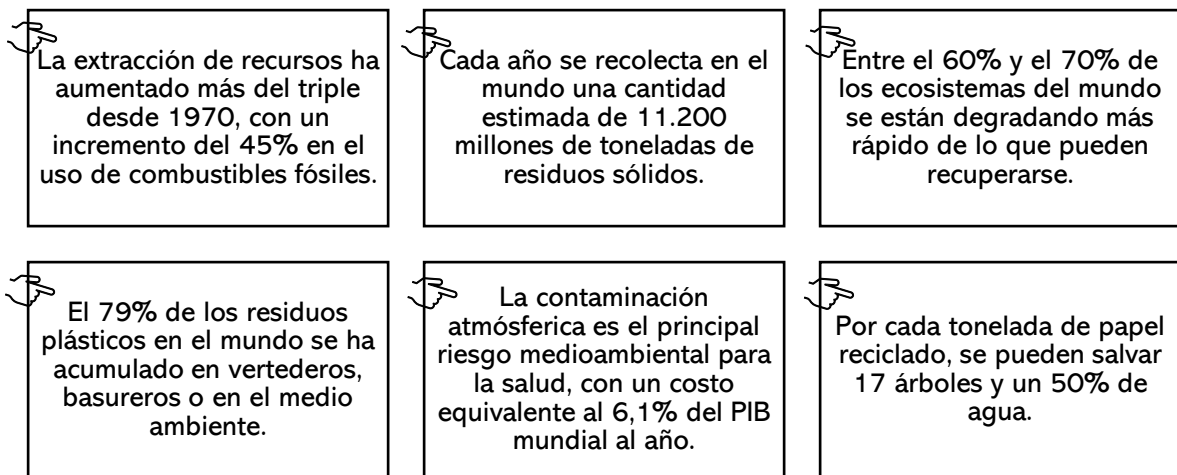 La extracción de recursos ha
aumentado más del triple
desde 1970, con un
incremento del 45% en el
uso de combustibles fósiles.
Cada año se recolecta en el
mundo una cantidad
estimada de 11.200
millones de toneladas de
residuos sólidos.
Entre el 60% y el 70% de
los ecosistemas del mundo
se están degradando más
rápido de lo que pueden
recuperarse.
El 79% de los residuos
plásticos en el mundo se ha
acumulado en vertederos,
basureros o en el medio
ambiente.
La contaminación
atmósferica es el principal
riesgo medioambiental para
la salud, con un costo
equivalente al 6,1% del PIB
mundial al año.
Por cada tonelada de papel
reciclado, se pueden salvar
17 árboles y un 50% de
agua.